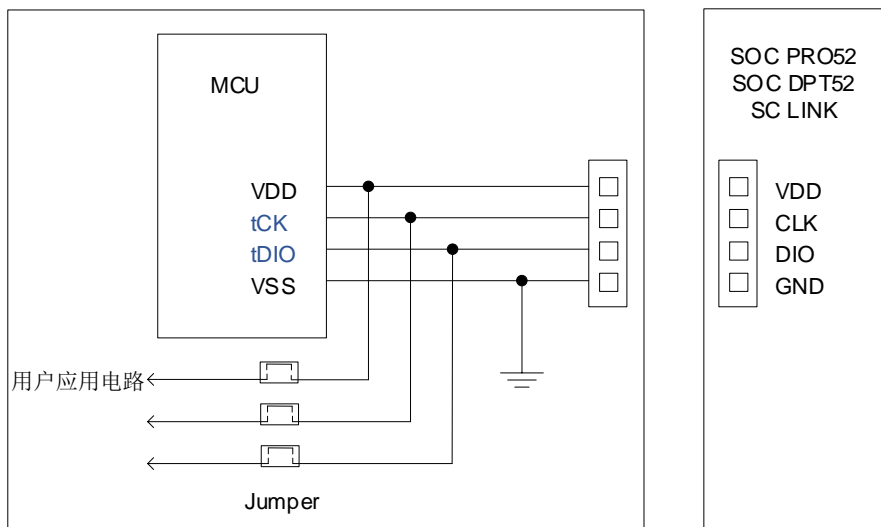 MCU
VDD
tCK
tDIO
VSS
用户应用电路
Jumper
SOC PRO52
SOC DPT52
SC LINK
VDD
CLK
DIO
GND